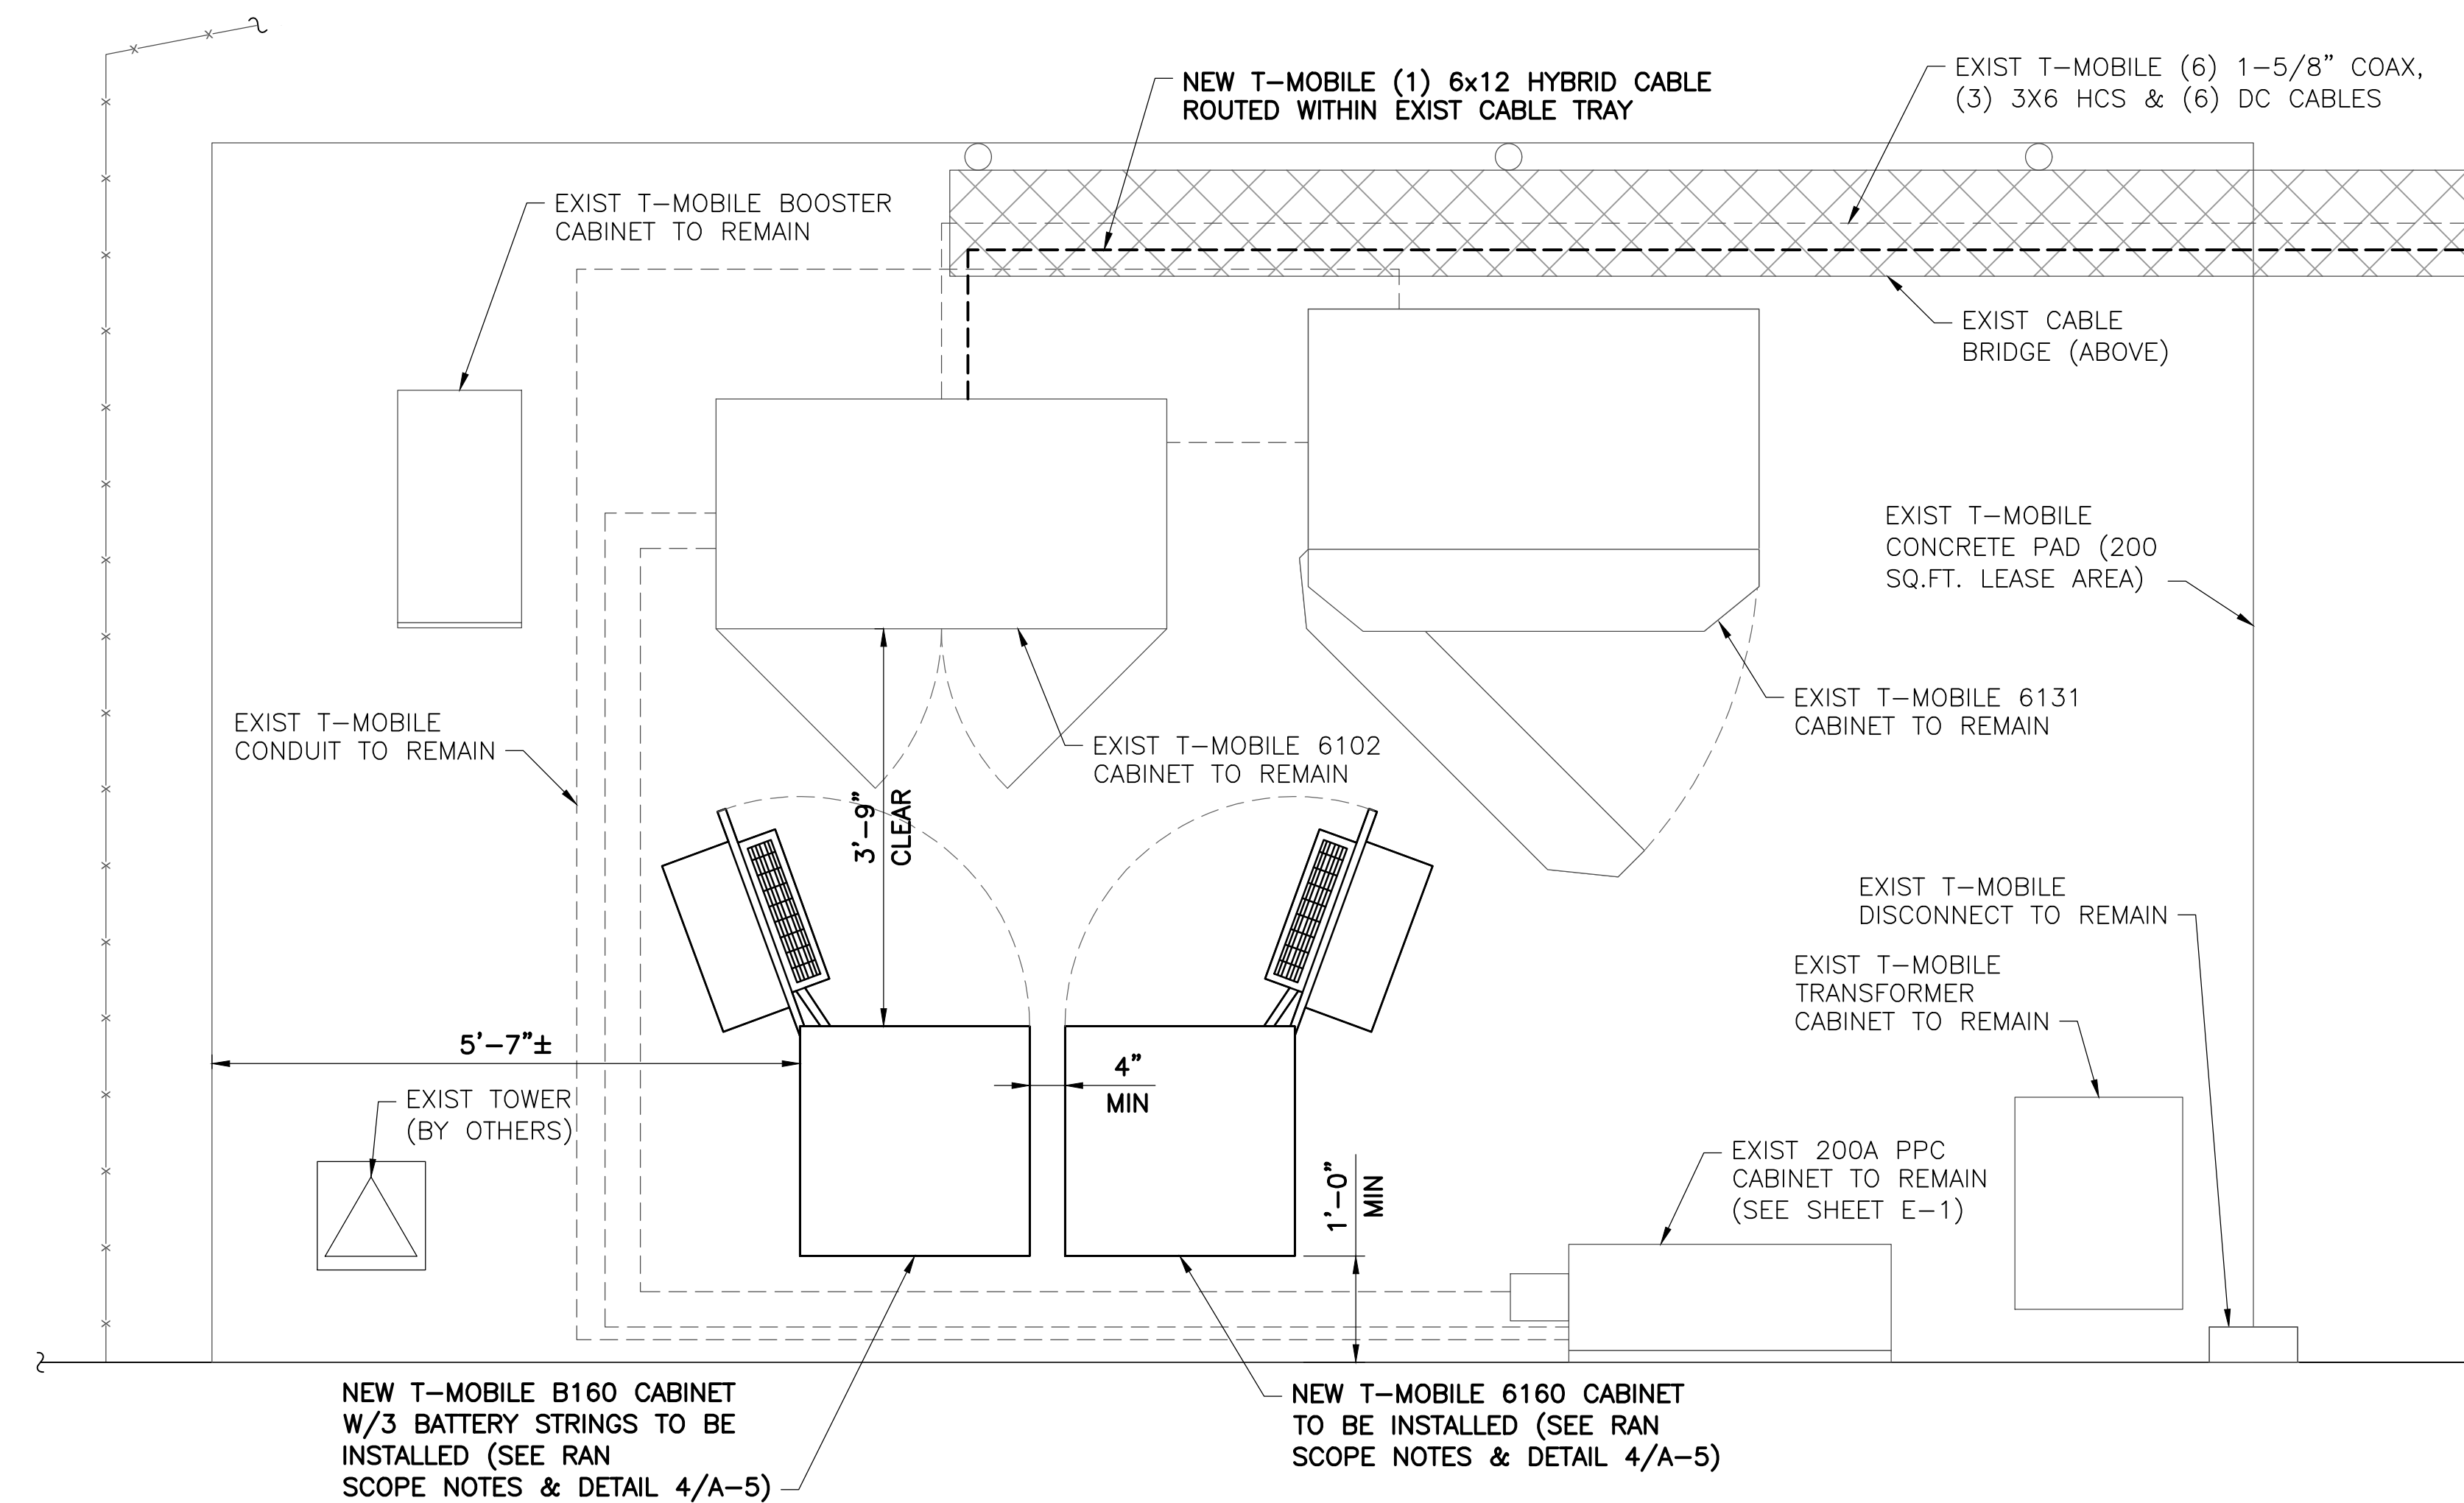 NEW T-MOBILE (1) 6x12 HYBRID CABLE
ROUTED WITHIN EXIST CABLE TRAY
EXIST T-MOBILE (6) 1-5/8" COAX,
(3) 3X6 HCS & (6) DC CABLES
EXIST T-MOBILE BOOSTER
CABINET TO REMAIN
EXIST CABLE
BRIDGE (ABOVE)
EXIST T-MOBILE
CONCRETE PAD (200
SQ.FT. LEASE AREA)
EXIST T-MOBILE
CONDUIT TO REMAIN
EXIST T-MOBILE 6102
CABINET TO REMAIN
EXIST T-MOBILE 6131
CABINET TO REMAIN
3'-9"
CLEAR
EXIST T-MOBILE
DISCONNECT TO REMAIN
EXIST T-MOBILE
TRANSFORMER
CABINET TO REMAIN
5'-7"±
4"
MIN
EXIST TOWER
(BY OTHERS)
1'-0"
MIN
EXIST 200A PPC
CABINET TO REMAIN
(SEE SHEET E-1)
NEW T-MOBILE B160 CABINET
W/3 BATTERY STRINGS TO BE
INSTALLED (SEE RAN
SCOPE NOTES & DETAIL 4/A-5)
NEW T-MOBILE 6160 CABINET
TO BE INSTALLED (SEE RAN
SCOPE NOTES & DETAIL 4/A-5)